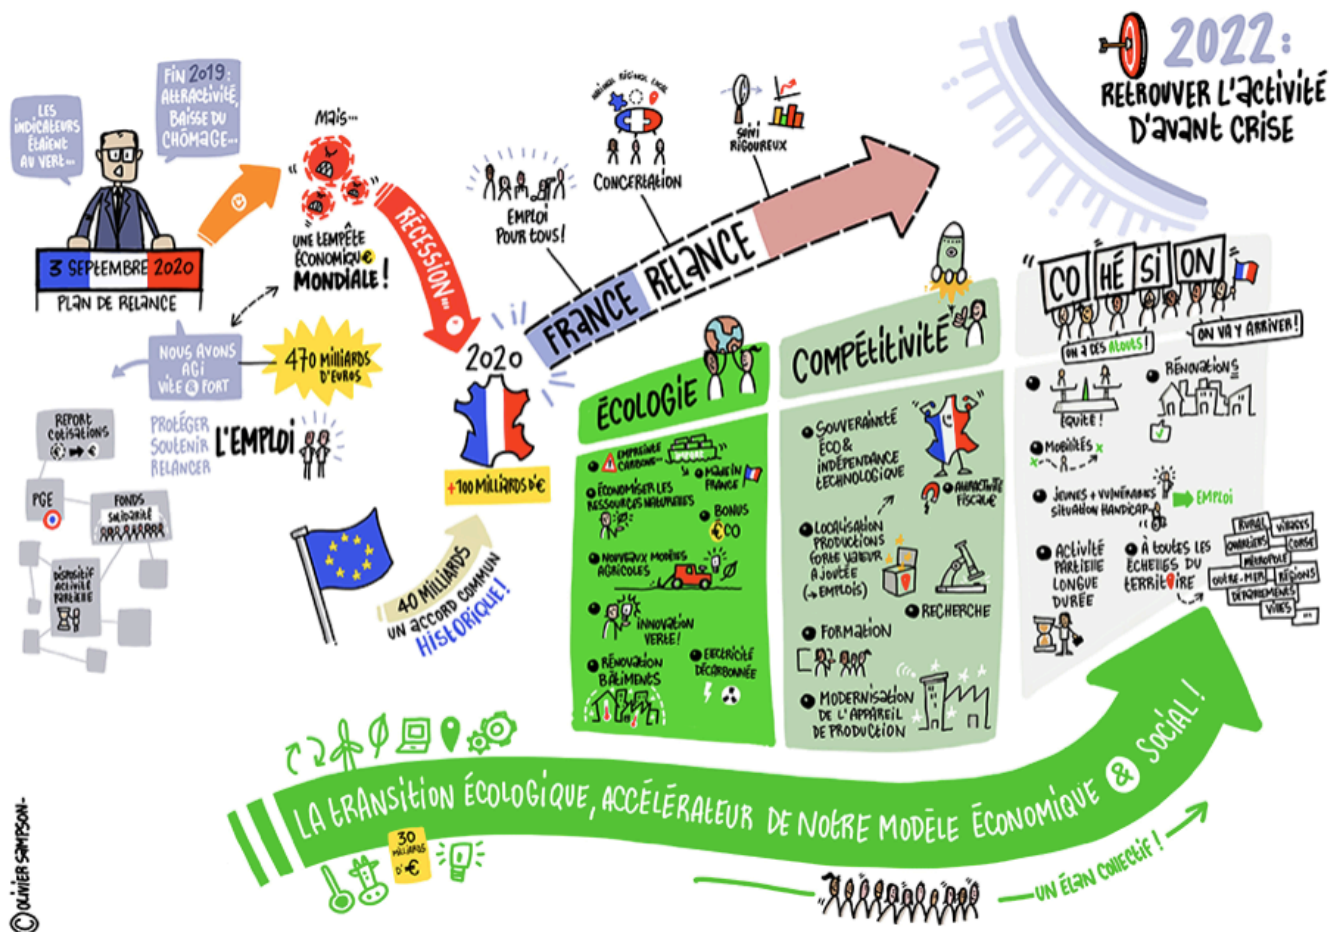 LES
INDICATEURS
ÉTAIENT
AU VERT...
FIN 2019 :
ATTRACTIVITÉ,
BAISSE DU
CHÔMAGE...
3 SEPTEMBRE 2020
PLAN DE RELANCE
MAIS...
UNE TEMPÊTE
ÉCONOMIQU€
MONDIALE !
NOUS AVONS
AGI
VITE & FORT
470 MILLIARDS
D'EUROS
PROTÉGER
SOUTENIR
RELANCER
L'EMPLOI
REPORT
COTISATIONS
€
PGE
FONDS
SOLIDARITÉ
DISPOSITIF
ACTIVITÉ
PARTIELLE
RÉCESSION...
2020
+100 MILLIARDS D'€
40 MILLIARDS
UN ACCORD COMMUN
HISTORIQUE !
EMPLOI
POUR TOUS !
NATIONAL RÉGIONAL LOCAL
CONCERTATION
SUIVI
RIGOUREUX
FRANCE RELANCE
2022 :
RETROUVER L'ACTIVITÉ
D'AVANT CRISE
ÉCOLOGIE
EMPREINTE
CARBONE
IMPORT
MADE IN
FRANCE
ÉCONOMISER LES
RESSOURCES NATURELLES
BONUS
€CO
NOUVEAUX MODÈLES
AGRICOLES
INNOVATION
VERTE !
RÉNOVATION
BÂTIMENTS
ÉLECTRICITÉ
DÉCARBONNÉE
COMPÉTITIVITÉ
SOUVERAINETÉ
ÉCO &
INDÉPENDANCE
TECHNOLOGIQUE
ATTRACTIVITÉ
FISCAL€
LOCALISATION
PRODUCTIONS
FORTE VALEUR
AJOUTÉE
(→ EMPLOIS)
RECHERCHE
FORMATION
MODERNISATION
DE L'APPAREIL
DE PRODUCTION
"COHÉSION"
ON A DES ATOUTS !
ON VA Y ARRIVER !
ÉQUITÉ !
RÉNOVATIONS
MOBILITÉS
JEUNES + VULNÉRABLES
SITUATION HANDICAP
EMPLOI
ACTIVITÉ
PARTIELLE
LONGUE
DURÉE
À TOUTES LES
ÉCHELLES DU
TERRITOIRE
RURAL
VILLAGES
QUARTIERS
CORSE
MÉTROPOLE
OUTRE-MER
RÉGIONS
DÉPARTEMENTS
VILLES
...
LA TRANSITION ÉCOLOGIQUE, ACCÉLÉRATEUR DE NOTRE MODÈLE ÉCONOMIQUE & SOCIAL !
30
MILLIARDS
D'€
UN ÉLAN COLLECTIF !
© OLIVIER SAMPSON-